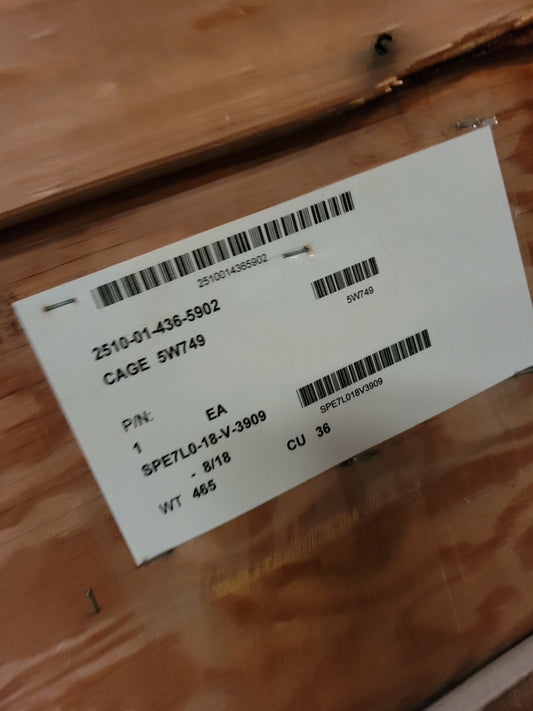 2510014365902
2510-01-436-5902
CAGE 5W749
5W749
P/N:
1 EA
SPE7L0-18-V-3909
SPE7L018V3909
- 8/18
WT 465 CU 36